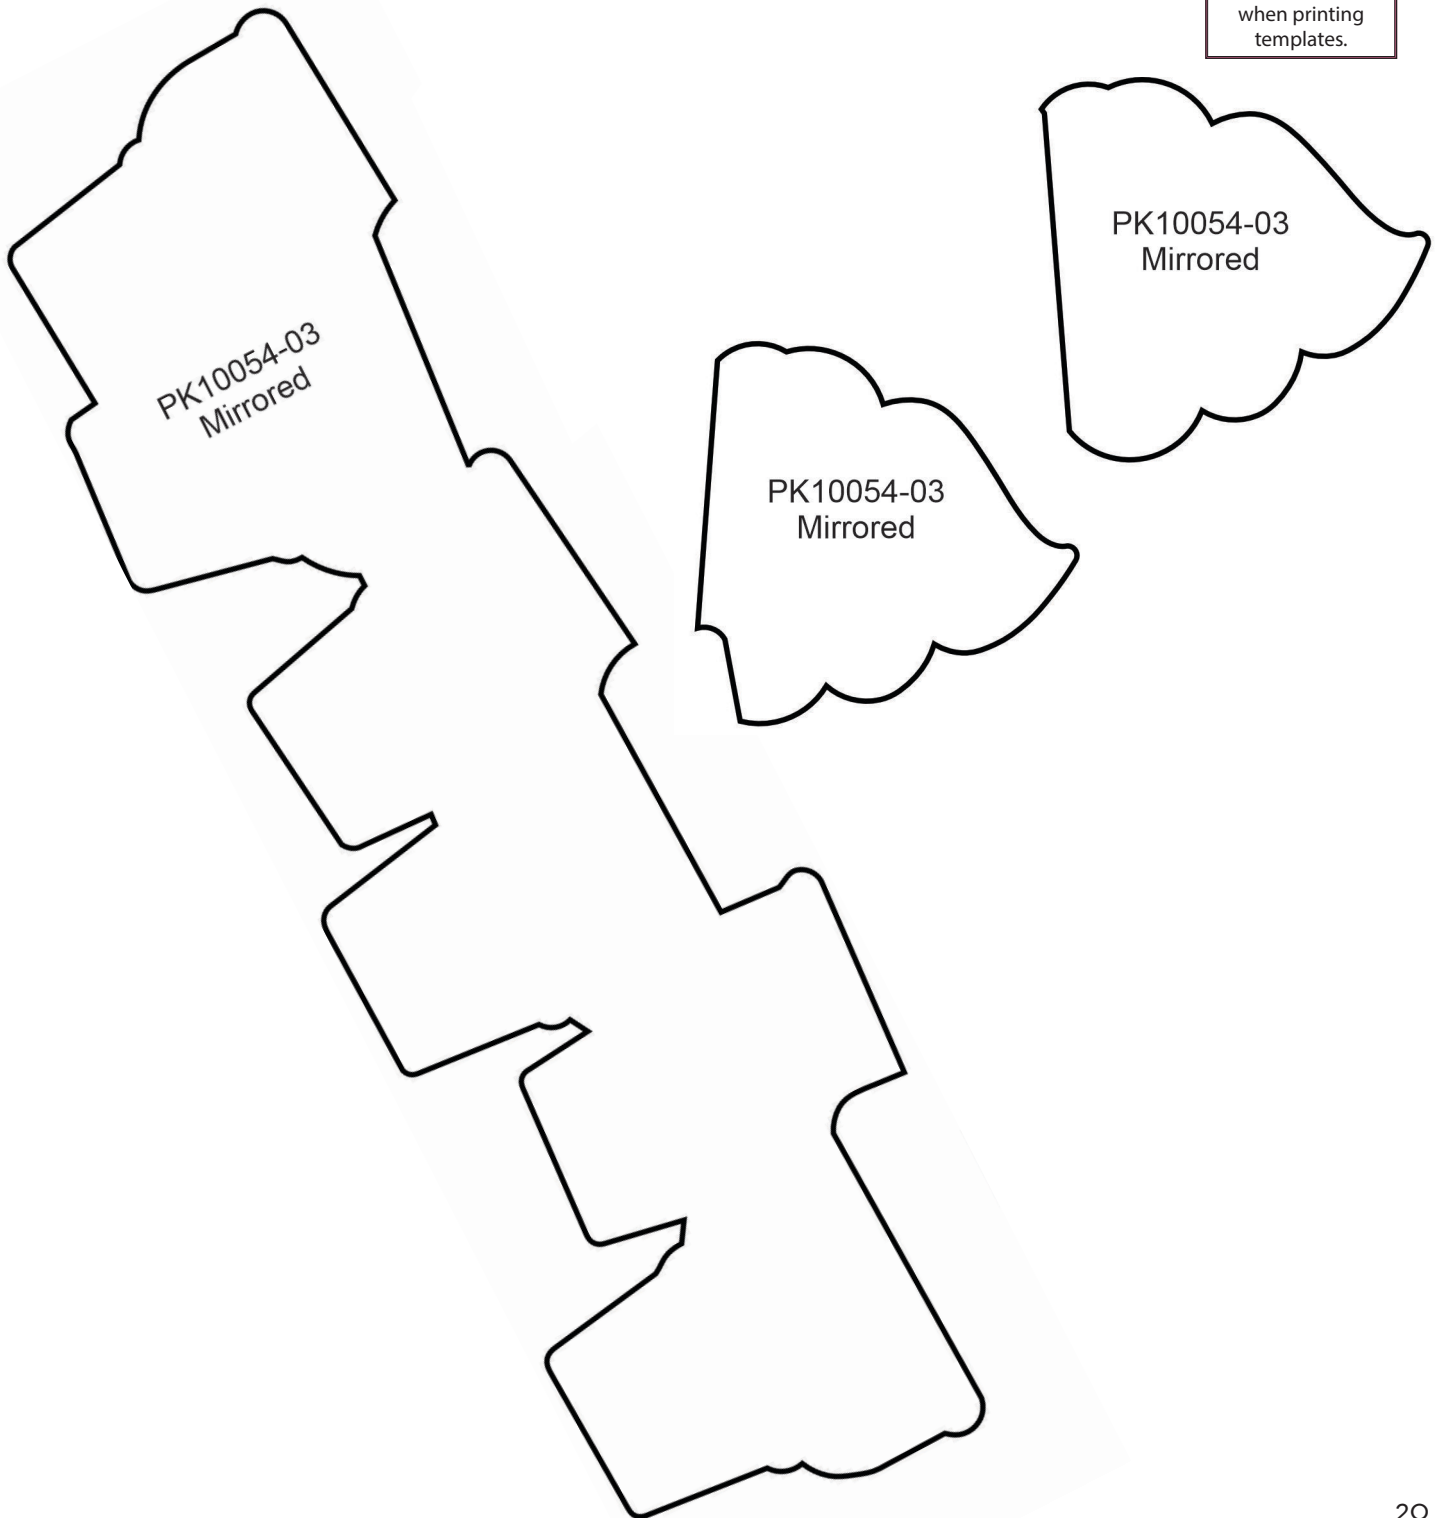 when printing
templates.
PK10054-03
Mirrored
PK10054-03
Mirrored
PK10054-03
Mirrored